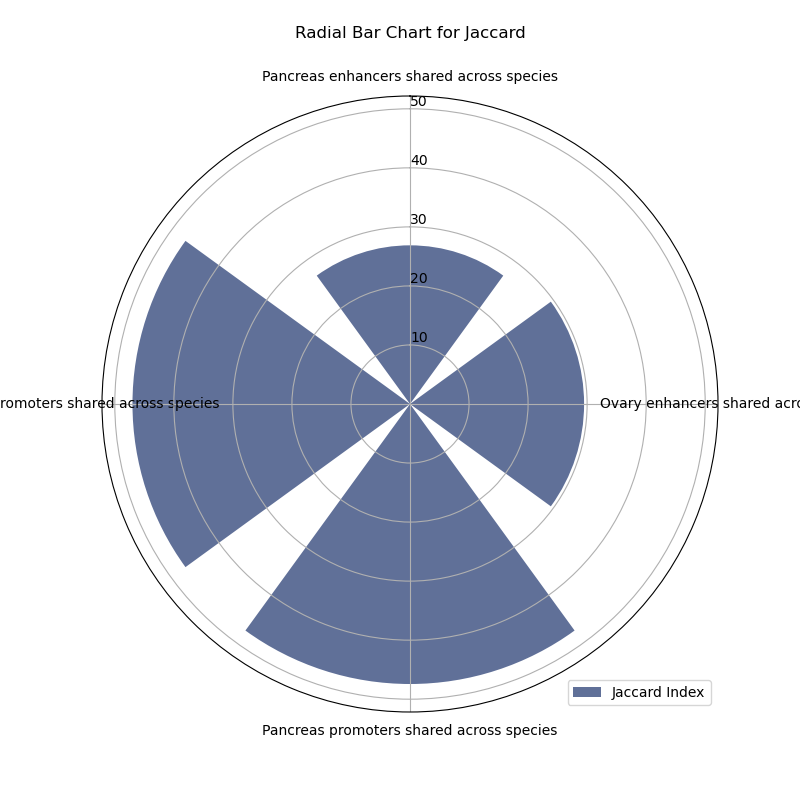 Radial Bar Chart for Jaccard
Pancreas enhancers shared across species
50
40
30
20
10
romoters shared across species
Ovary enhancers shared acro
Pancreas promoters shared across species
Jaccard Index